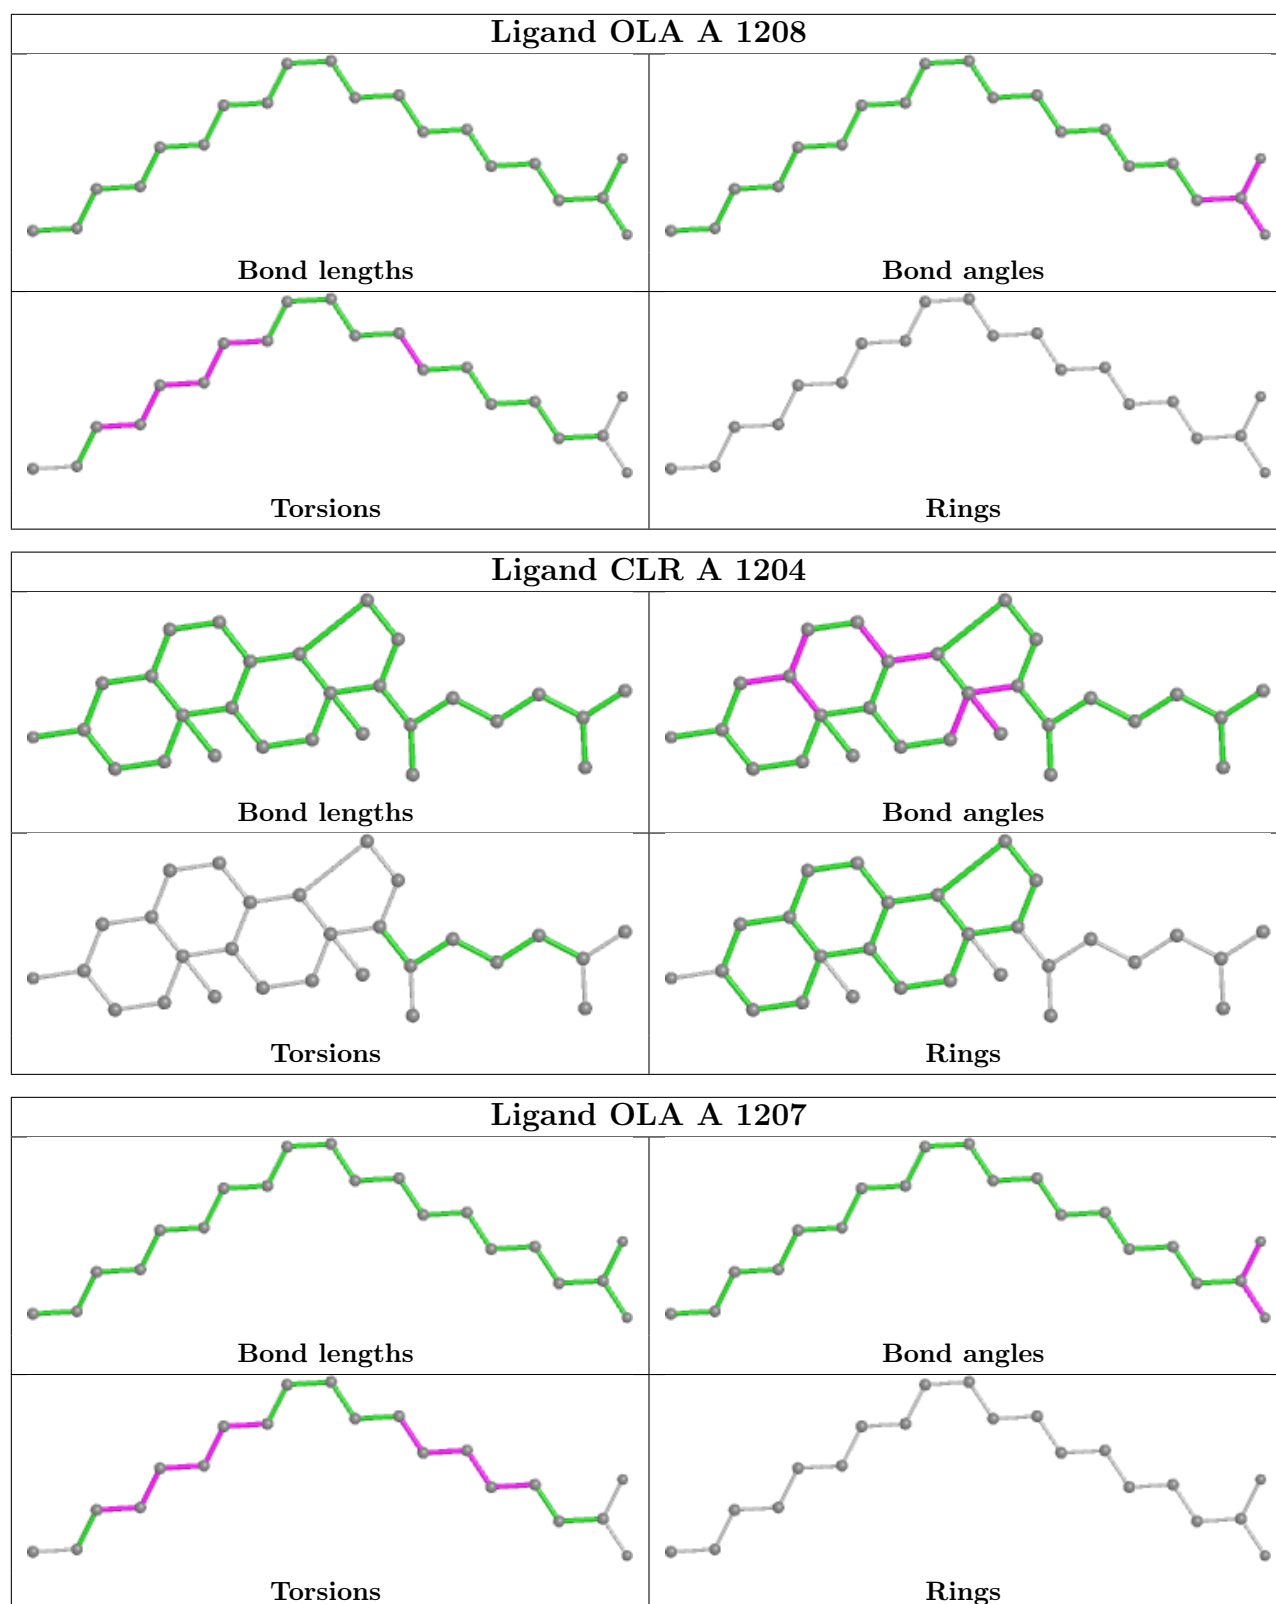 Ligand OLA A 1208
Bond lengths
Bond angles
Torsions
Rings
Ligand CLR A 1204
Bond lengths
Bond angles
Torsions
Rings
Ligand OLA A 1207
Bond lengths
Bond angles
Torsions
Rings